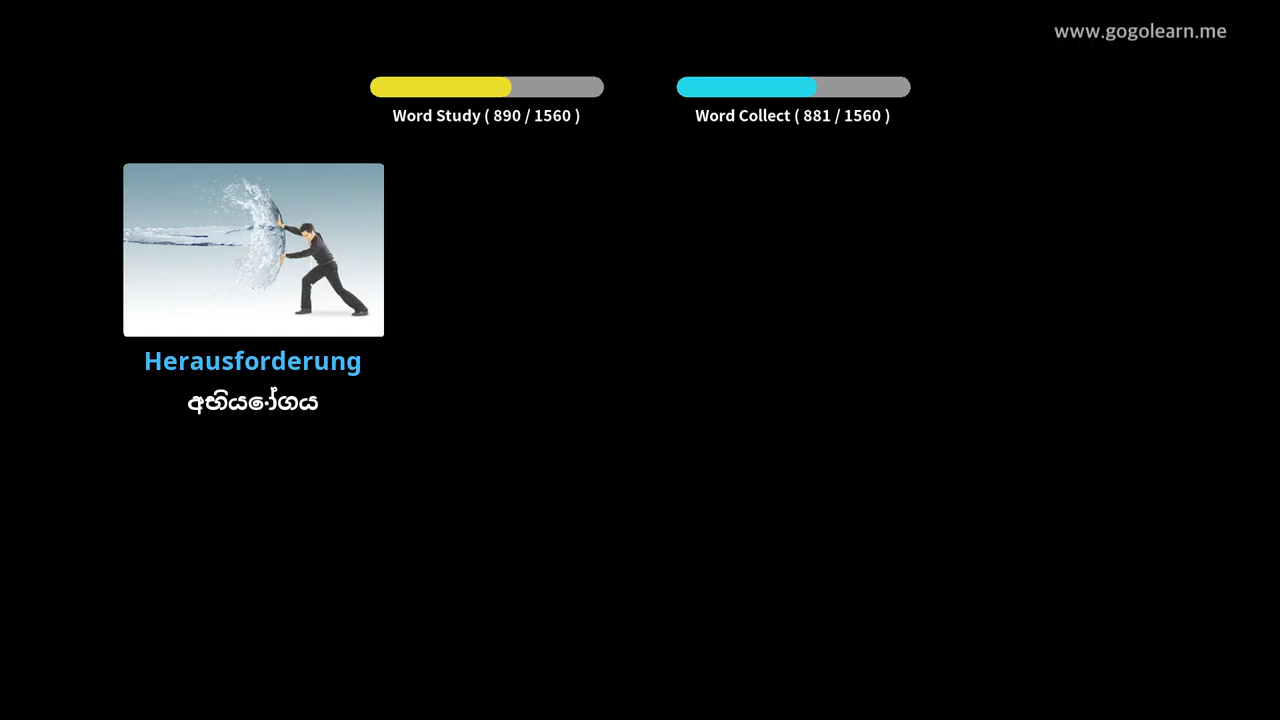 www.gogolearn.me
Word Study ( 890 / 1560 )
Word Collect ( 881 / 1560 )
Herausforderung
අභියෝගය